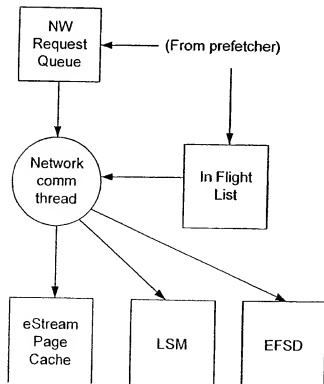 NW
Request
Queue
(From prefetcher)
Network
comm
thread
In Flight
List
eStream
Page
Cache
LSM
EFSD